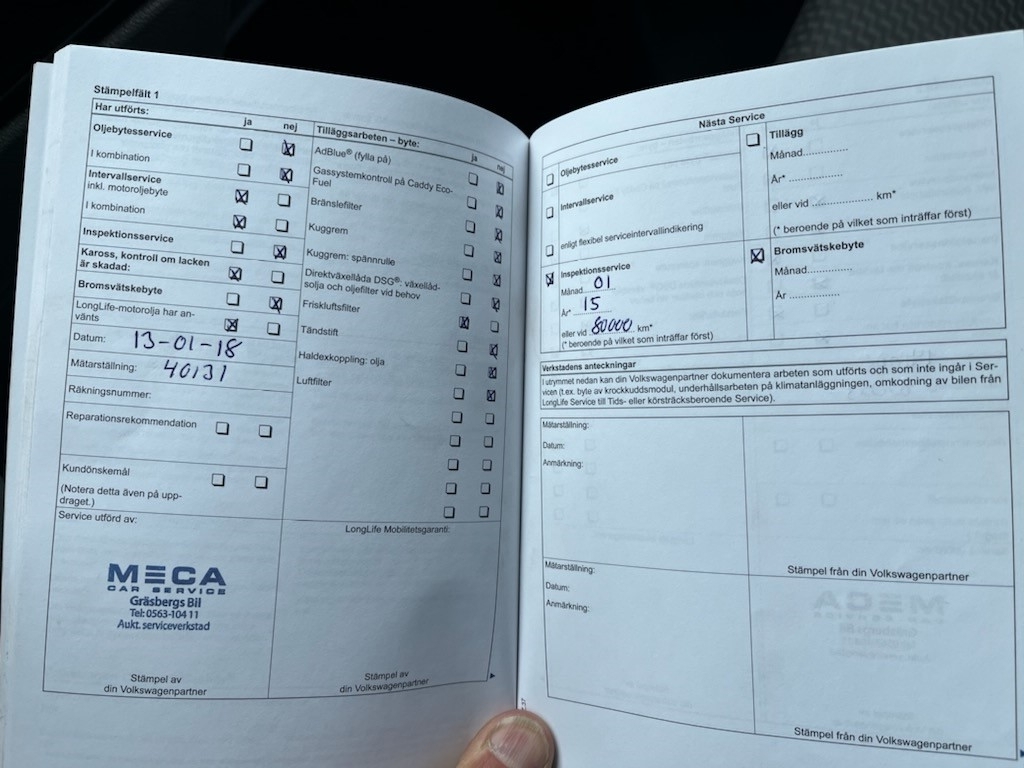 Stämpelfält 1
Har utförts:
ja nej
Oljebytesservice
I kombination
Intervallservice
inkl. motoroljebyte
I kombination
Inspektionsservice
Kaross, kontroll om lacken
är skadad:
Bromsvätskebyte
LongLife-motorolja har an-
vänts
Datum: 13-01-18
Mätarställning: 40131
Räkningsnummer:
Reparationsrekommendation
Kundönskemål
(Notera detta även på upp-
draget.)
Service utförd av:
MECA
CAR SERVICE
Gräsbergs Bil
Tel: 0563-104 11
Aukt. serviceverkstad
Stämpel av
din Volkswagenpartner
Tilläggsarbeten – byte:
ja nej
AdBlue® (fylla på)
Gassystemkontroll på Caddy Eco-
Fuel
Bränslefilter
Kuggrem
Kuggrem: spännrulle
Direktväxellåda DSG®: växellåd-
solja och oljefilter vid behov
Friskluftsfilter
Tändstift
Haldexkoppling: olja
Luftfilter
LongLife Mobilitetsgaranti:
Stämpel av
din Volkswagenpartner
Nästa Service
Oljebytesservice
Intervallservice
enligt flexibel serviceintervallindikering
Inspektionsservice
Månad 01
År* 15
eller vid 80000 km*
(* beroende på vilket som inträffar först)
Tillägg
Månad..............
År* .................
eller vid ................... km*
(* beroende på vilket som inträffar först)
Bromsvätskebyte
Månad..............
År ...............
Verkstadens anteckningar
I utrymmet nedan kan din Volkswagenpartner dokumentera arbeten som utförts och som inte ingår i Ser-
vicen (t.ex. byte av krockkuddsmodul, underhållsarbeten på klimatanläggningen, omkodning av bilen från
LongLife Service till Tids- eller körsträcksberoende Service).
Mätarställning:
Datum:
Anmärkning:
Stämpel från din Volkswagenpartner
Mätarställning:
Datum:
Anmärkning:
Stämpel från din Volkswagenpartner